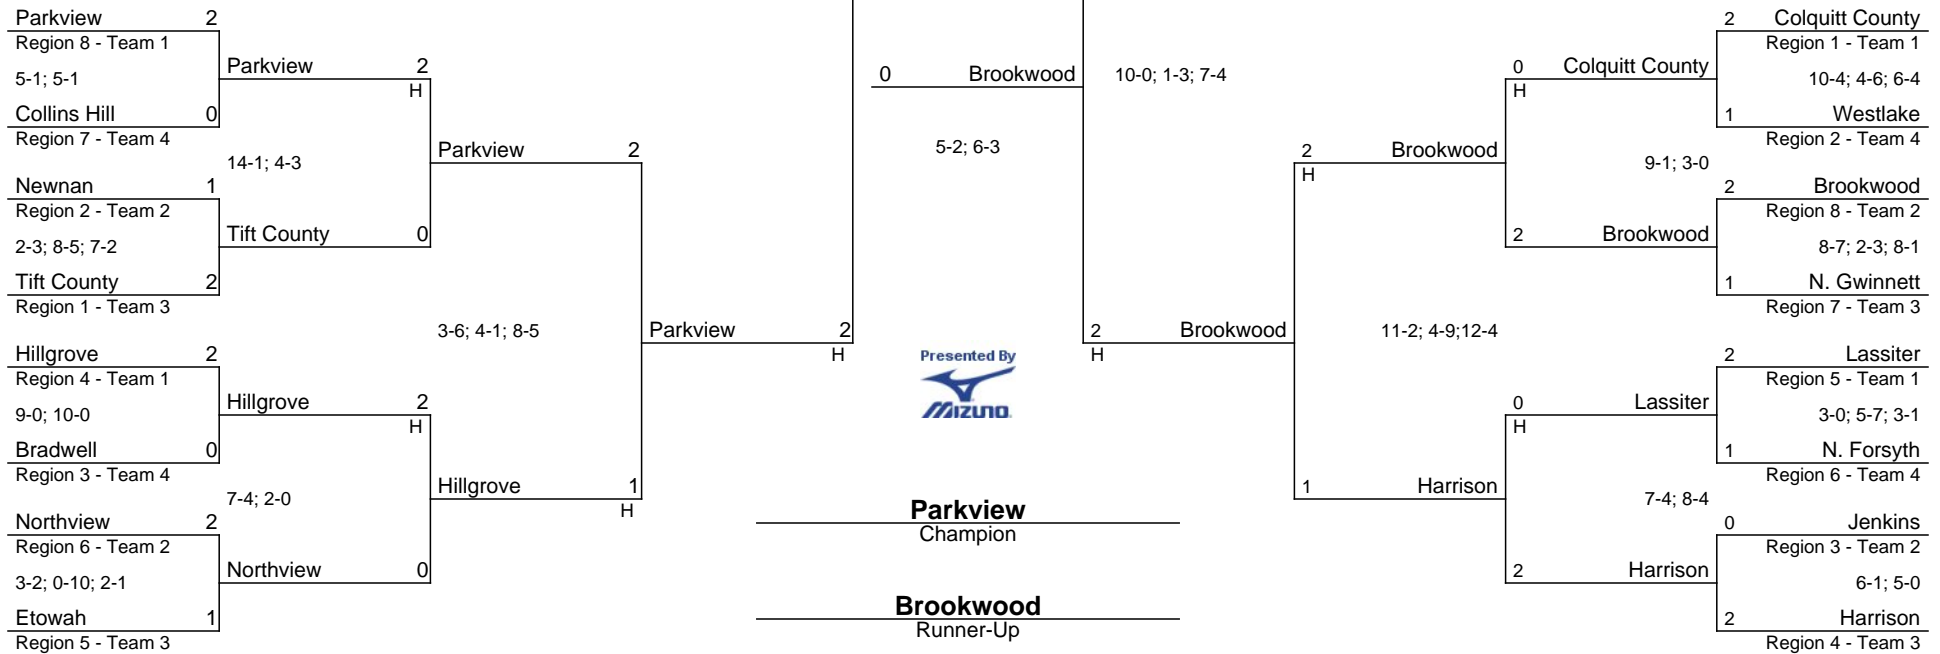 Parkview 2
Region 8 - Team 1
5-1; 5-1
Collins Hill 0
Region 7 - Team 4
Newnan 1
Region 2 - Team 2
2-3; 8-5; 7-2
Tift County 2
Region 1 - Team 3
Hillgrove 2
Region 4 - Team 1
9-0; 10-0
Bradwell 0
Region 3 - Team 4
Northview 2
Region 6 - Team 2
3-2; 0-10; 2-1
Etowah 1
Region 5 - Team 3
Parkview 2
H
14-1; 4-3
Tift County 0
Hillgrove 2
H
7-4; 2-0
Northview 0
Parkview 2
3-6; 4-1; 8-5
Hillgrove 1
H
Parkview 2
H
0 Brookwood
5-2; 6-3
Presented By
MIZUNO
Parkview
Champion
Brookwood
Runner-Up
10-0; 1-3; 7-4
2 Brookwood
H
2 Brookwood
H
11-2; 4-9;12-4
1 Harrison
0 Colquitt County
H
9-1; 3-0
2 Brookwood
0 Lassiter
H
7-4; 8-4
2 Harrison
2 Colquitt County
Region 1 - Team 1
10-4; 4-6; 6-4
1 Westlake
Region 2 - Team 4
2 Brookwood
Region 8 - Team 2
8-7; 2-3; 8-1
1 N. Gwinnett
Region 7 - Team 3
2 Lassiter
Region 5 - Team 1
3-0; 5-7; 3-1
1 N. Forsyth
Region 6 - Team 4
0 Jenkins
Region 3 - Team 2
6-1; 5-0
2 Harrison
Region 4 - Team 3